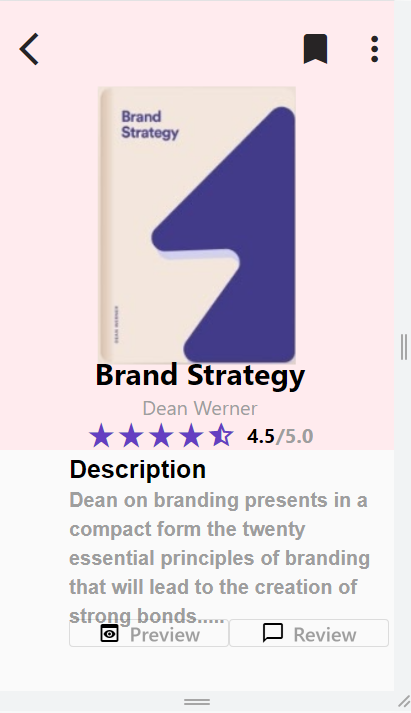 Brand
Strategy
DEAN WERNER
Brand Strategy
Dean Werner
4.5/5.0
Description
Dean on branding presents in a
compact form the twenty
essential principles of branding
that will lead to the creation of
strong bonds.....
Preview Review